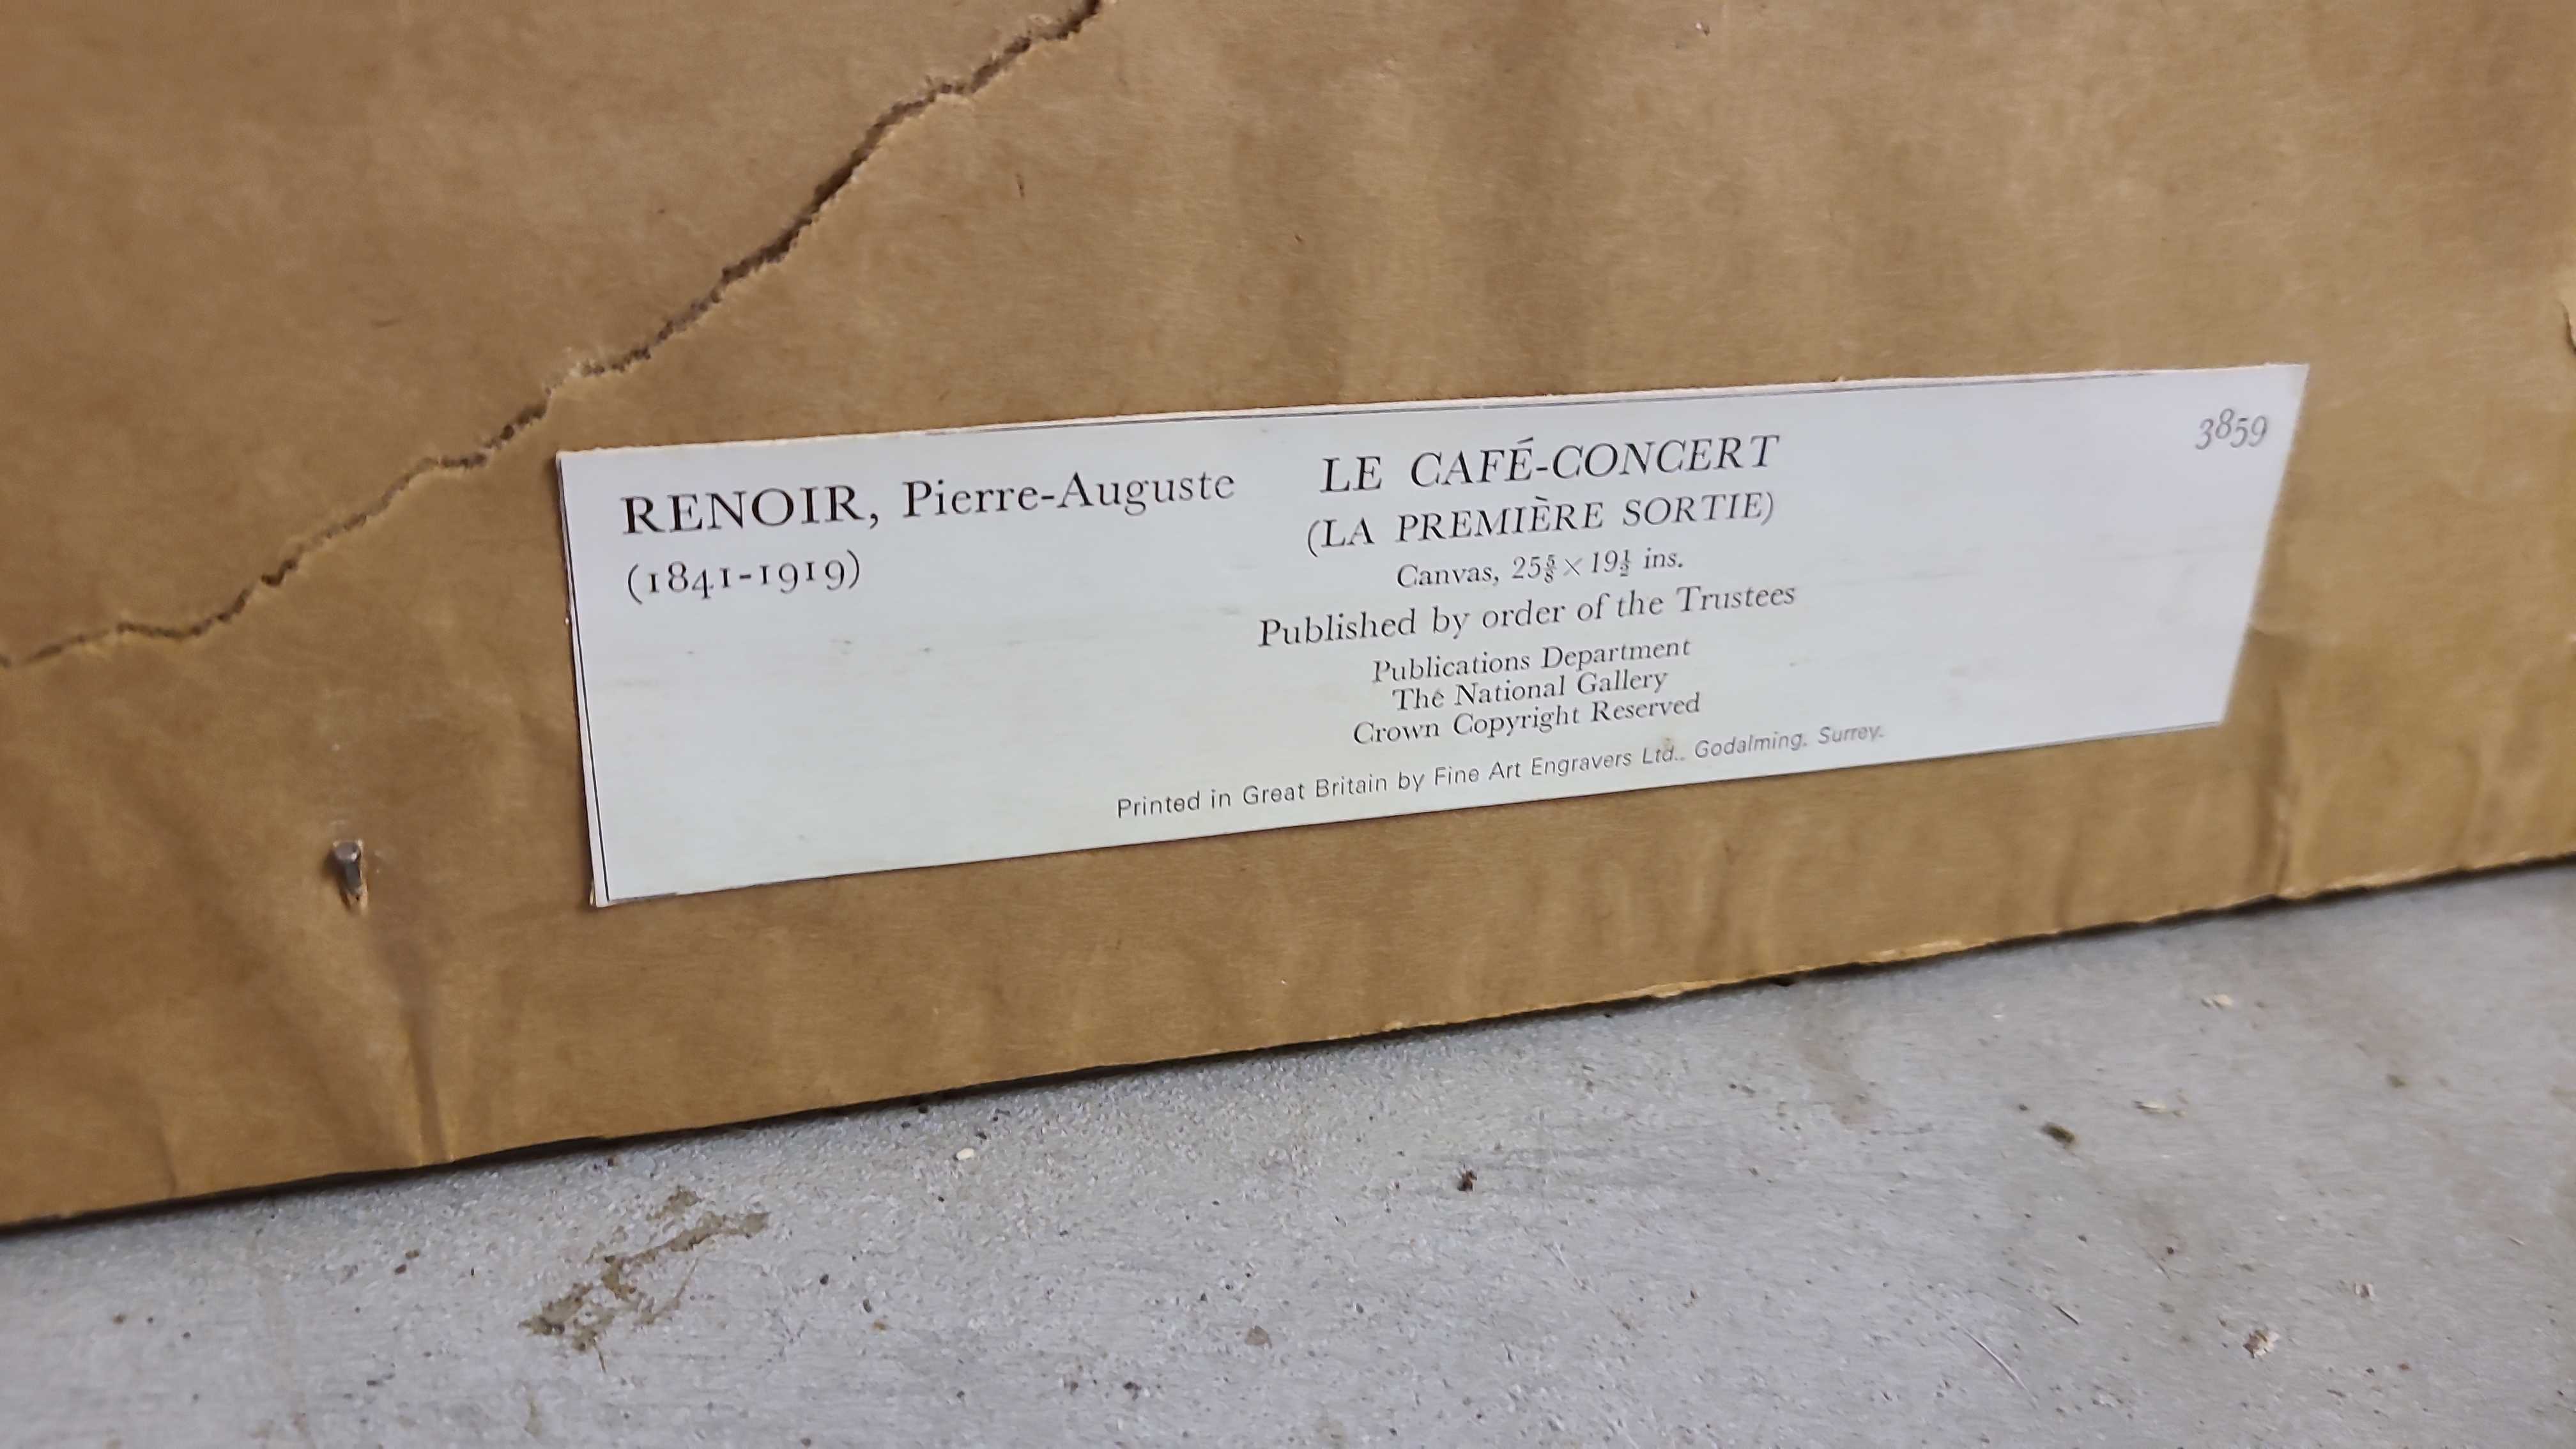 3859
RENOIR, Pierre-Auguste
(1841-1919)
LE CAFÉ-CONCERT
(LA PREMIÈRE SORTIE)
Canvas, 25⅝ × 19½ ins.
Published by order of the Trustees
Publications Department
The National Gallery
Crown Copyright Reserved
Printed in Great Britain by Fine Art Engravers Ltd., Godalming, Surrey.